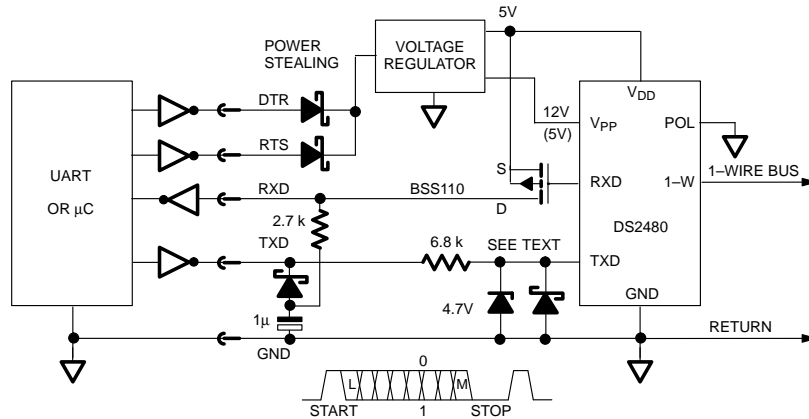 5V
POWER
STEALING
VOLTAGE
REGULATOR
VDD
DTR
12V
(5V)
VPP
POL
RTS
UART
OR μC
S
1–WIRE BUS
RXD
BSS110
RXD
1–W
D
2.7 k
DS2480
TXD
6.8 k
SEE TEXT
TXD
4.7V
GND
1μ
RETURN
GND
0
L
M
START
1
STOP